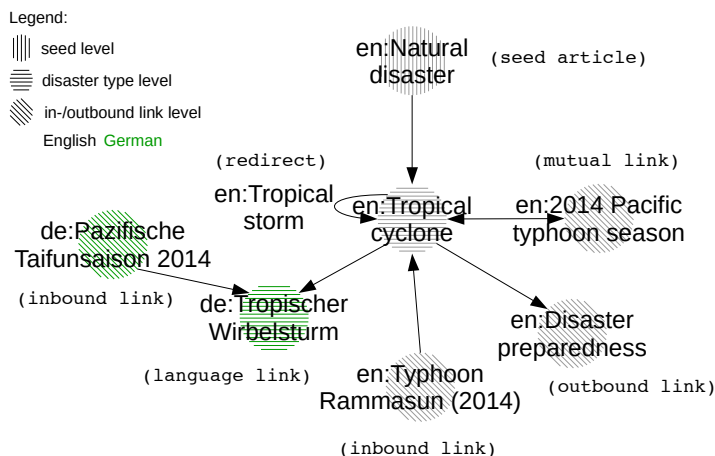 Legend:
seed level
disaster type level
in-/outbound link level
English German
en:Natural
disaster
(seed article)
(redirect)
en:Tropical
storm
en:Tropical
cyclone
(mutual link)
en:2014 Pacific
typhoon season
de:Pazifische
Taifunsaison 2014
(inbound link)
de:Tropischer
Wirbelsturm
(language link)
en:Disaster
preparedness
(outbound link)
en:Typhoon
Rammasun (2014)
(inbound link)